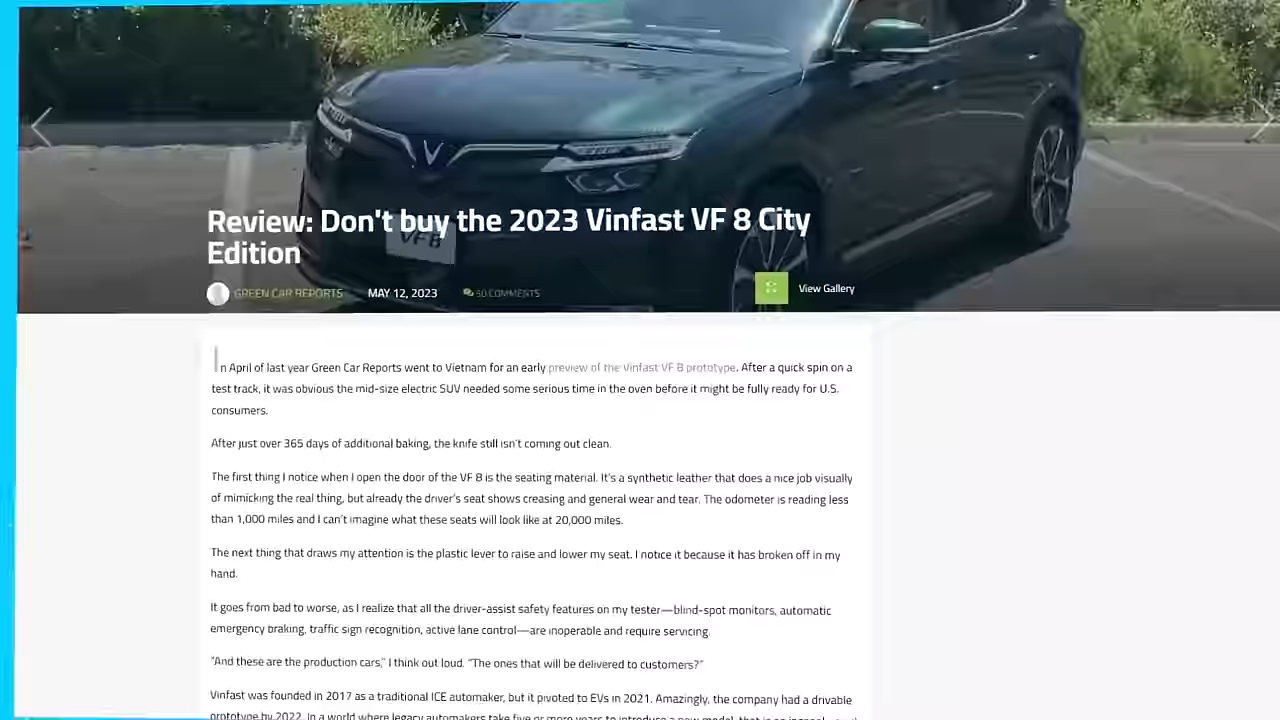 Review: Don't buy the 2023 Vinfast VF 8 City
Edition
VF8
GREEN CAR REPORTS MAY 12, 2023 50 COMMENTS
View Gallery
In April of last year Green Car Reports went to Vietnam for an early preview of the Vinfast VF 8 prototype. After a quick spin on a
test track, it was obvious the mid-size electric SUV needed some serious time in the oven before it might be fully ready for U.S.
consumers.
After just over 365 days of additional baking, the knife still isn't coming out clean.
The first thing I notice when I open the door of the VF 8 is the seating material. It's a synthetic leather that does a nice job visually
of mimicking the real thing, but already the driver's seat shows creasing and general wear and tear. The odometer is reading less
than 1,000 miles and I can't imagine what these seats will look like at 20,000 miles.
The next thing that draws my attention is the plastic lever to raise and lower my seat. I notice it because it has broken off in my
hand.
It goes from bad to worse, as I realize that all the driver-assist safety features on my tester—blind-spot monitors, automatic
emergency braking, traffic sign recognition, active lane control—are inoperable and require servicing.
"And these are the production cars," I think out loud. "The ones that will be delivered to customers?"
Vinfast was founded in 2017 as a traditional ICE automaker, but it pivoted to EVs in 2021. Amazingly, the company had a drivable
prototype by 2022. In a world where legacy automakers take five or more years to introduce a new model, that is